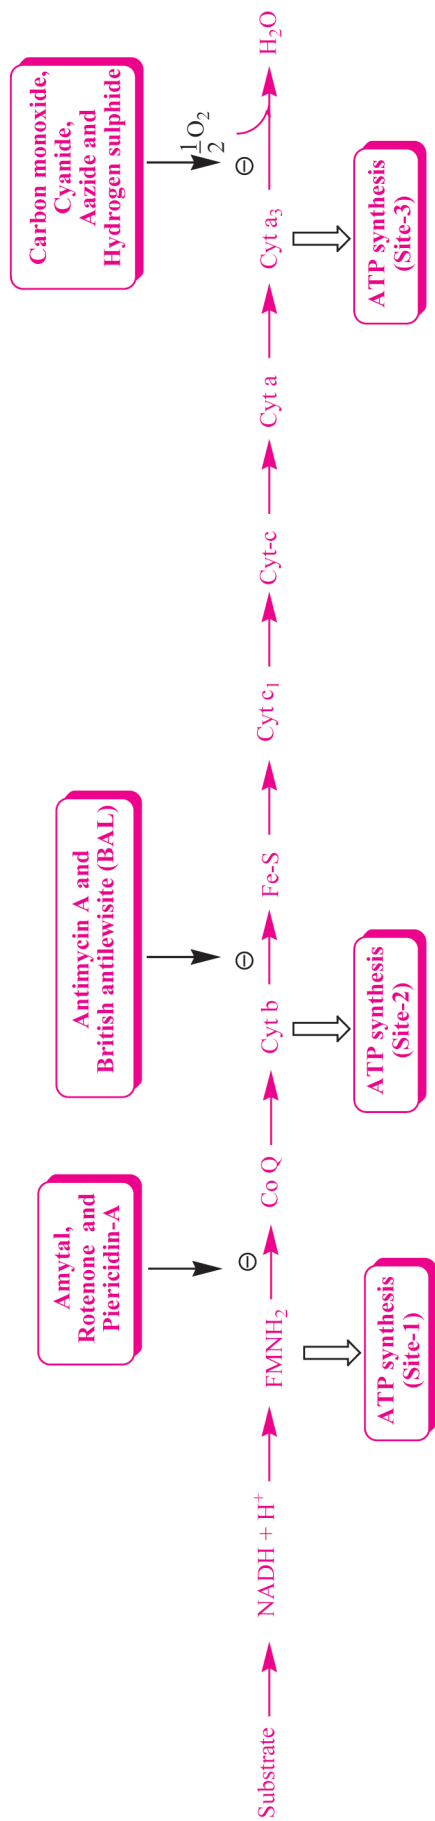 Amytal,
Rotenone and
Piericidin-A
Antimycin A and
British antilewisite (BAL)
Carbon monoxide,
Cyanide,
Aazide and
Hydrogen sulphide
⊖ ⊖ ⊖ 1/2 O₂
Substrate → NADH + H⁺ → FMNH₂ → Co Q → Cyt b → Fe-S → Cyt c₁ → Cyt-c → Cyt a → Cyt a₃ → H₂O
ATP synthesis
(Site-1)
ATP synthesis
(Site-2)
ATP synthesis
(Site-3)